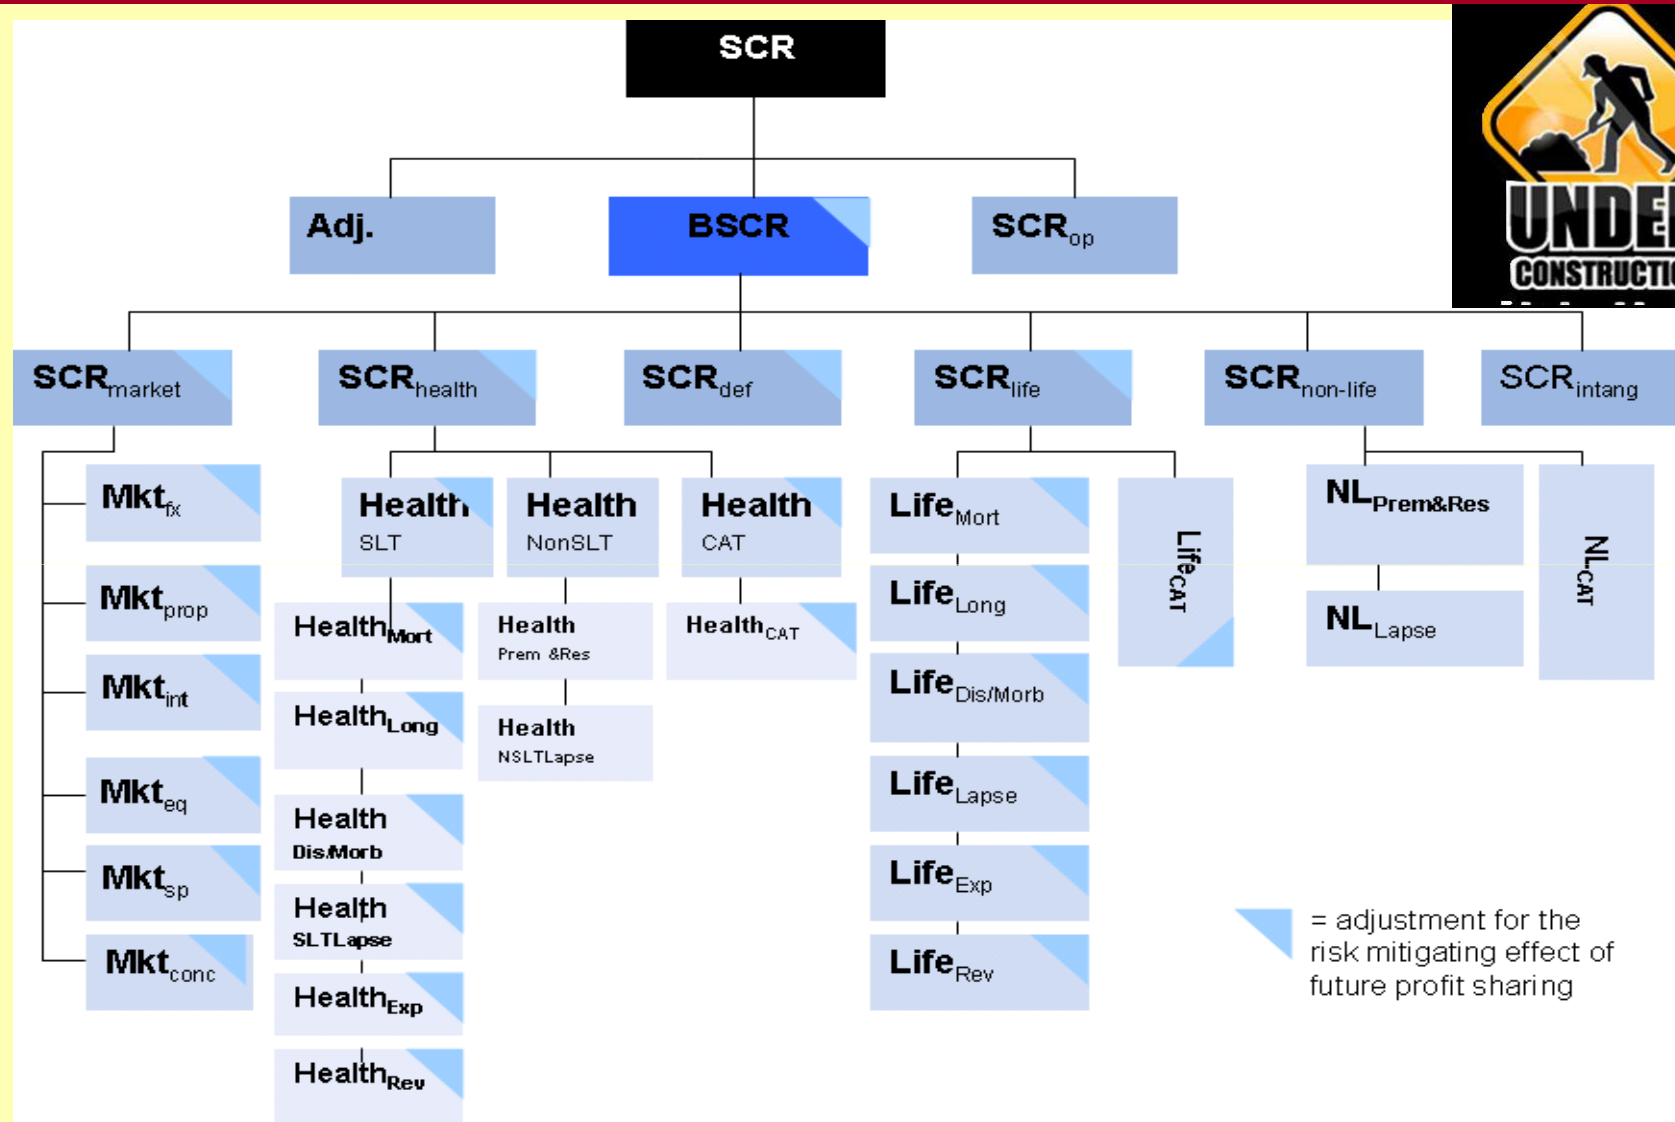 SCR
UNDE
CONSTRUCTI
Adj.
BSCR
SCRop
SCRmarket
SCRhealth
SCRdef
SCRlife
SCRnon-life
SCRintang
Mktfx
Mktprop
Mktint
Mkteq
Mktsp
Mktconc
Health
SLT
Health
NonSLT
Health
CAT
HealthMort
HealthLong
Health
Dis/Morb
Health
SLTLapse
HealthExp
HealthRev
Health
Prem &Res
Health
NSLTLapse
HealthCAT
LifeMort
LifeLong
LifeDis/Morb
LifeLapse
LifeExp
LifeRev
LifeCAT
NLPrem&Res
NLLapse
NLCAT
= adjustment for the
risk mitigating effect of
future profit sharing